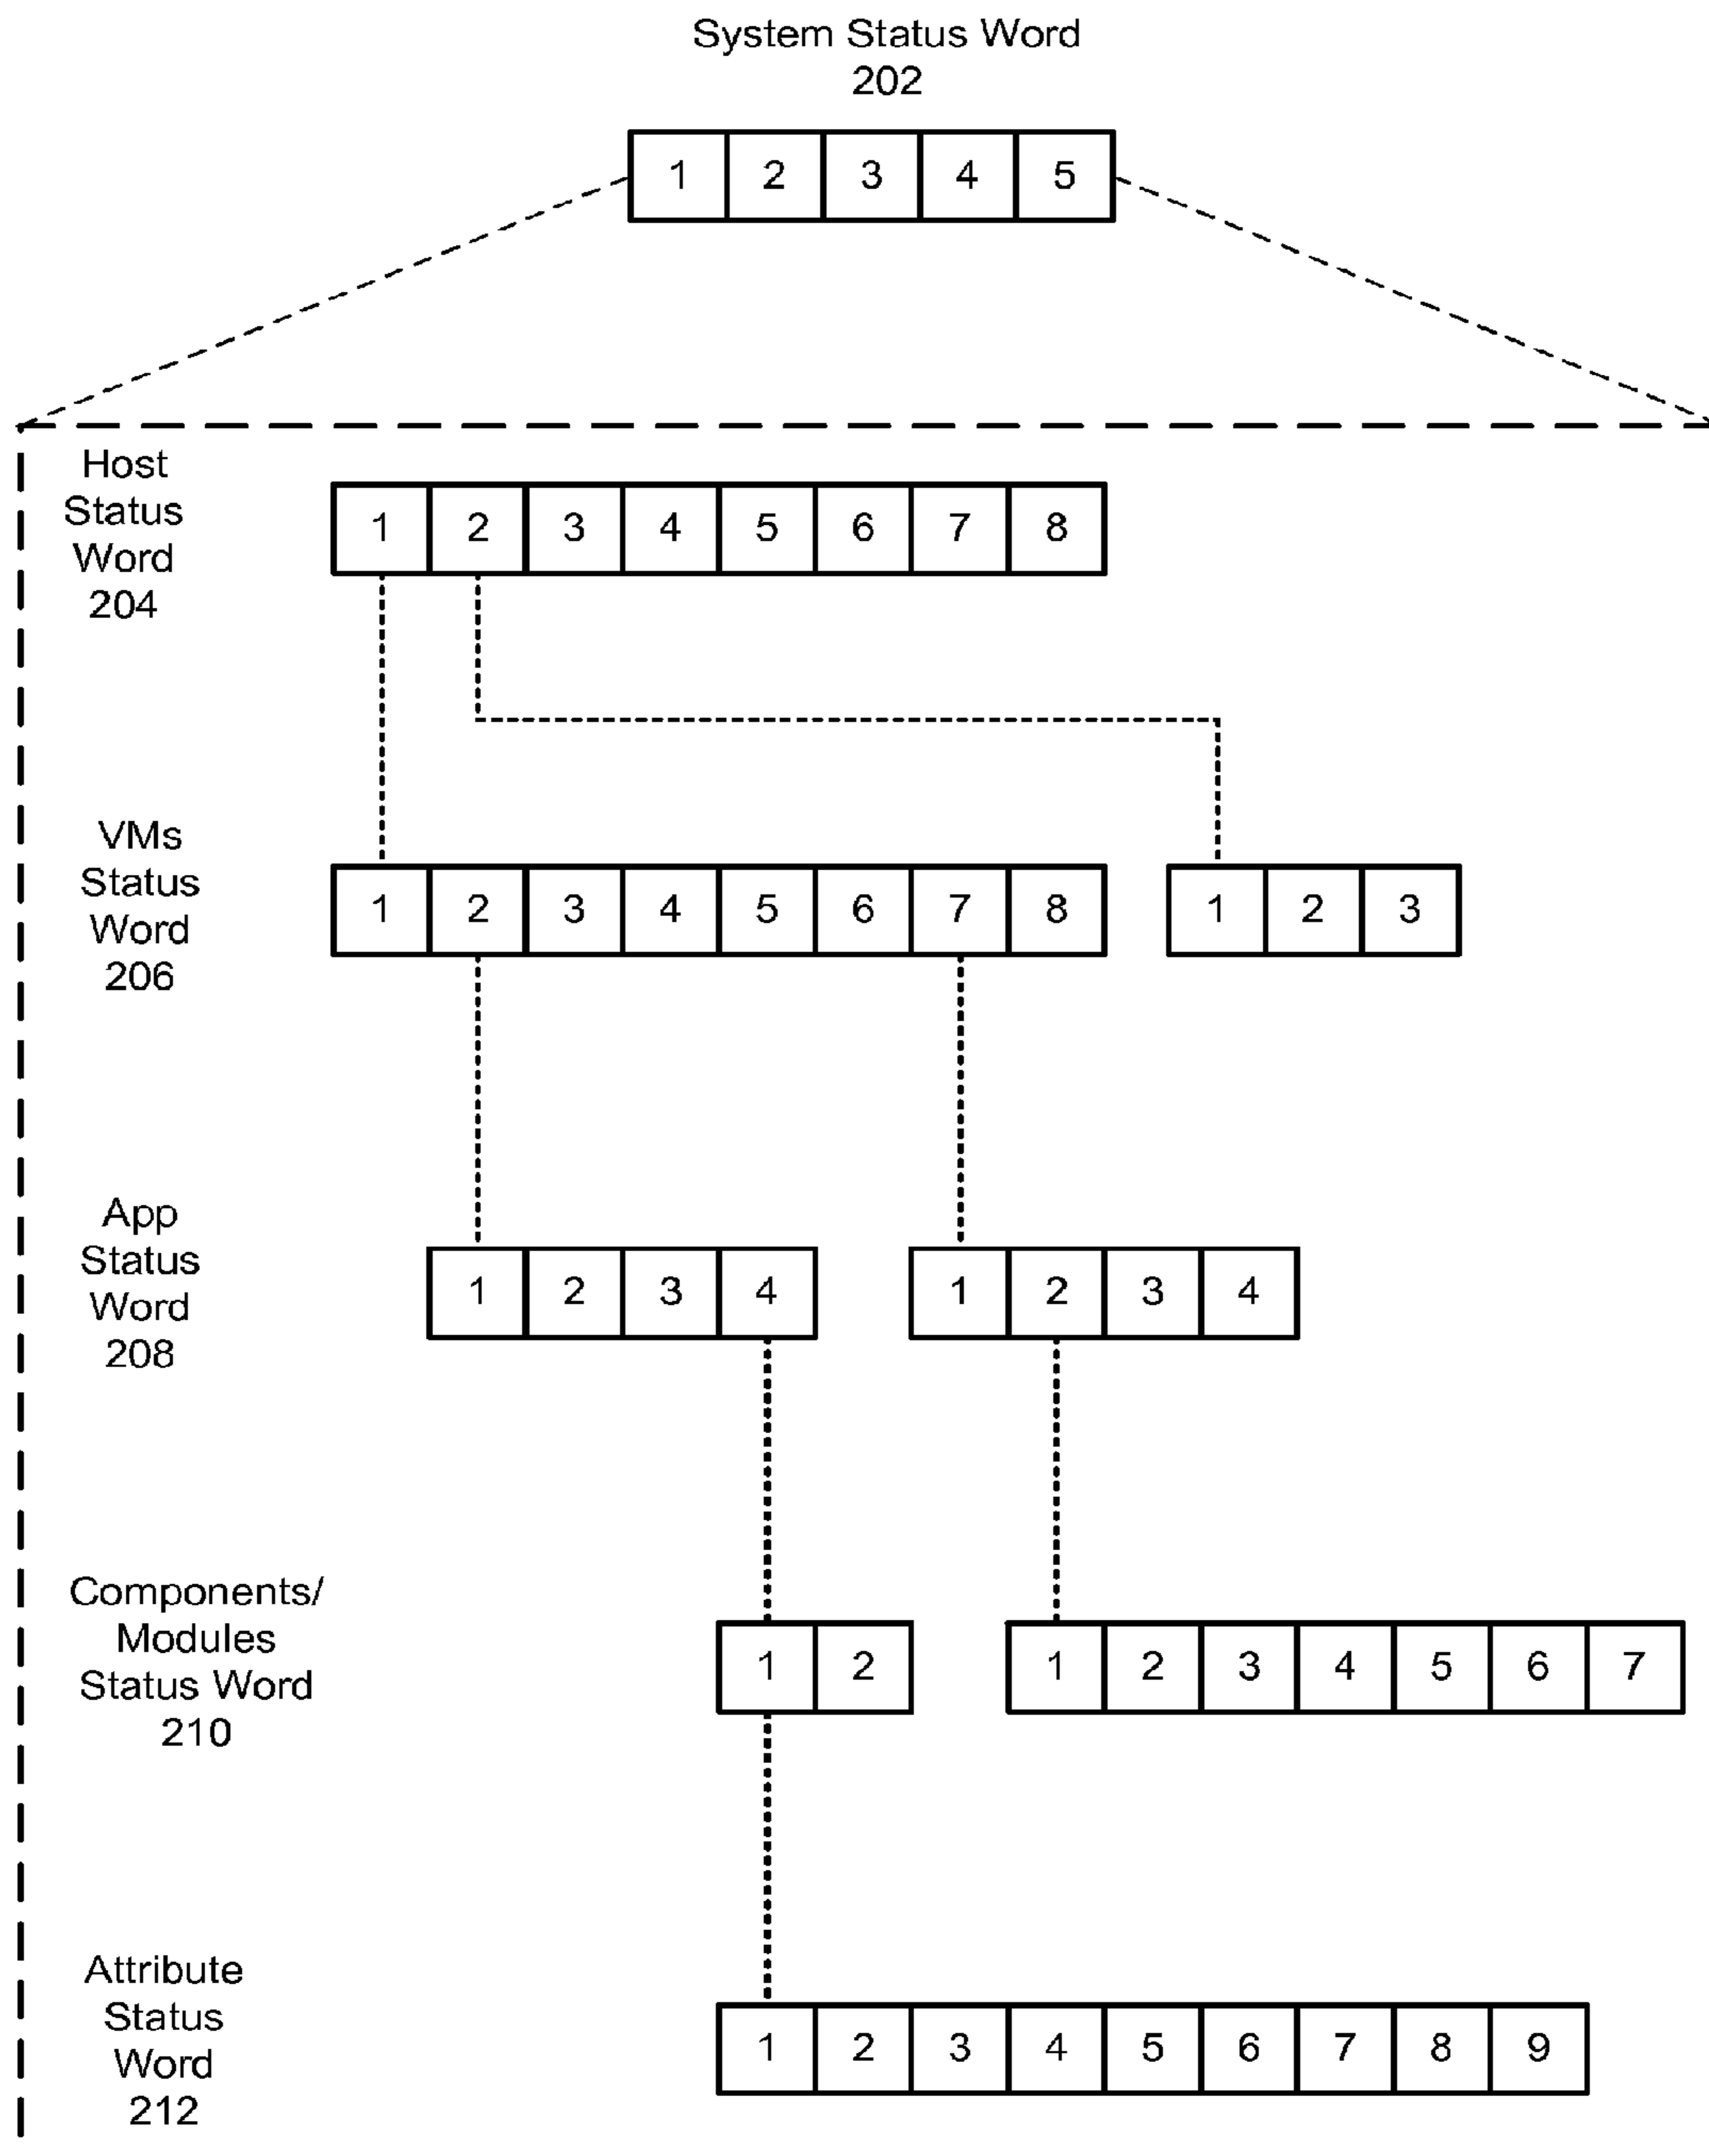 System Status Word
202
1 2 3 4 5
Host
Status
Word
204
1 2 3 4 5 6 7 8
VMs
Status
Word
206
1 2 3 4 5 6 7 8
1 2 3
App
Status
Word
208
1 2 3 4
1 2 3 4
Components/
Modules
Status Word
210
1 2
1 2 3 4 5 6 7
Attribute
Status
Word
212
1 2 3 4 5 6 7 8 9